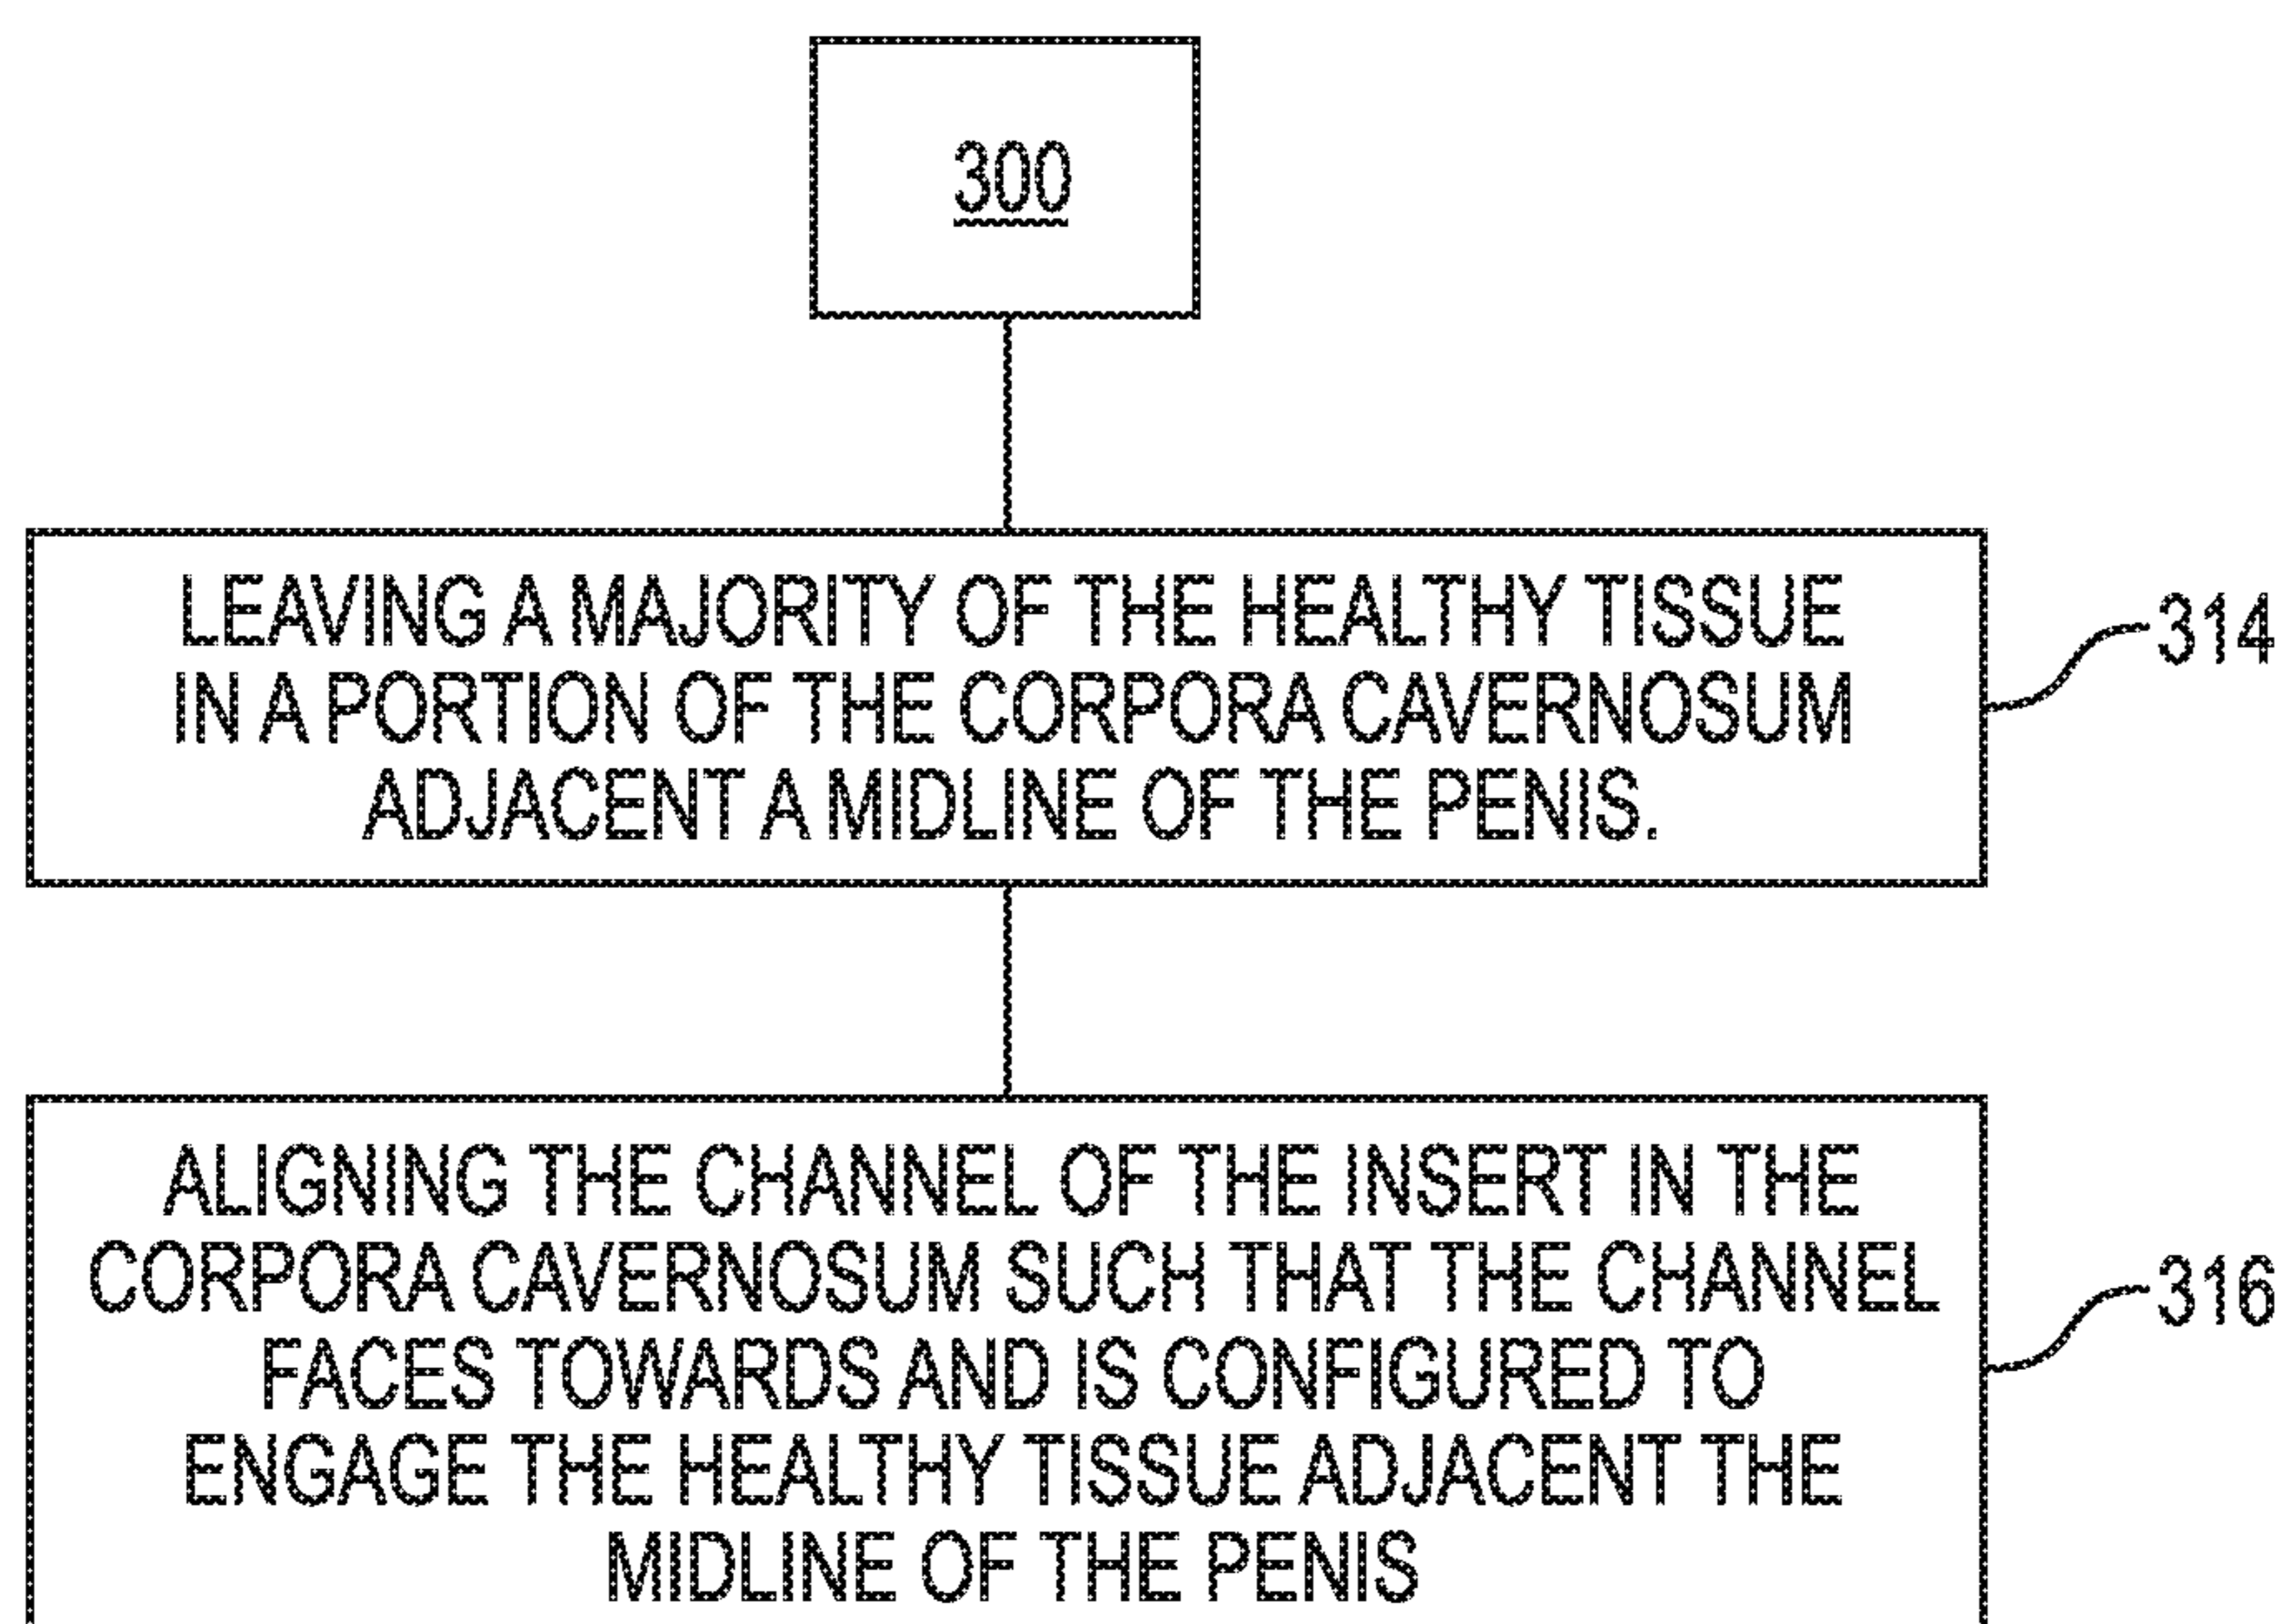 300
LEAVING A MAJORITY OF THE HEALTHY TISSUE
IN A PORTION OF THE CORPORA CAVERNOSUM
ADJACENT A MIDLINE OF THE PENIS.
314
ALIGNING THE CHANNEL OF THE INSERT IN THE
CORPORA CAVERNOSUM SUCH THAT THE CHANNEL
FACES TOWARDS AND IS CONFIGURED TO
ENGAGE THE HEALTHY TISSUE ADJACENT THE
MIDLINE OF THE PENIS
316